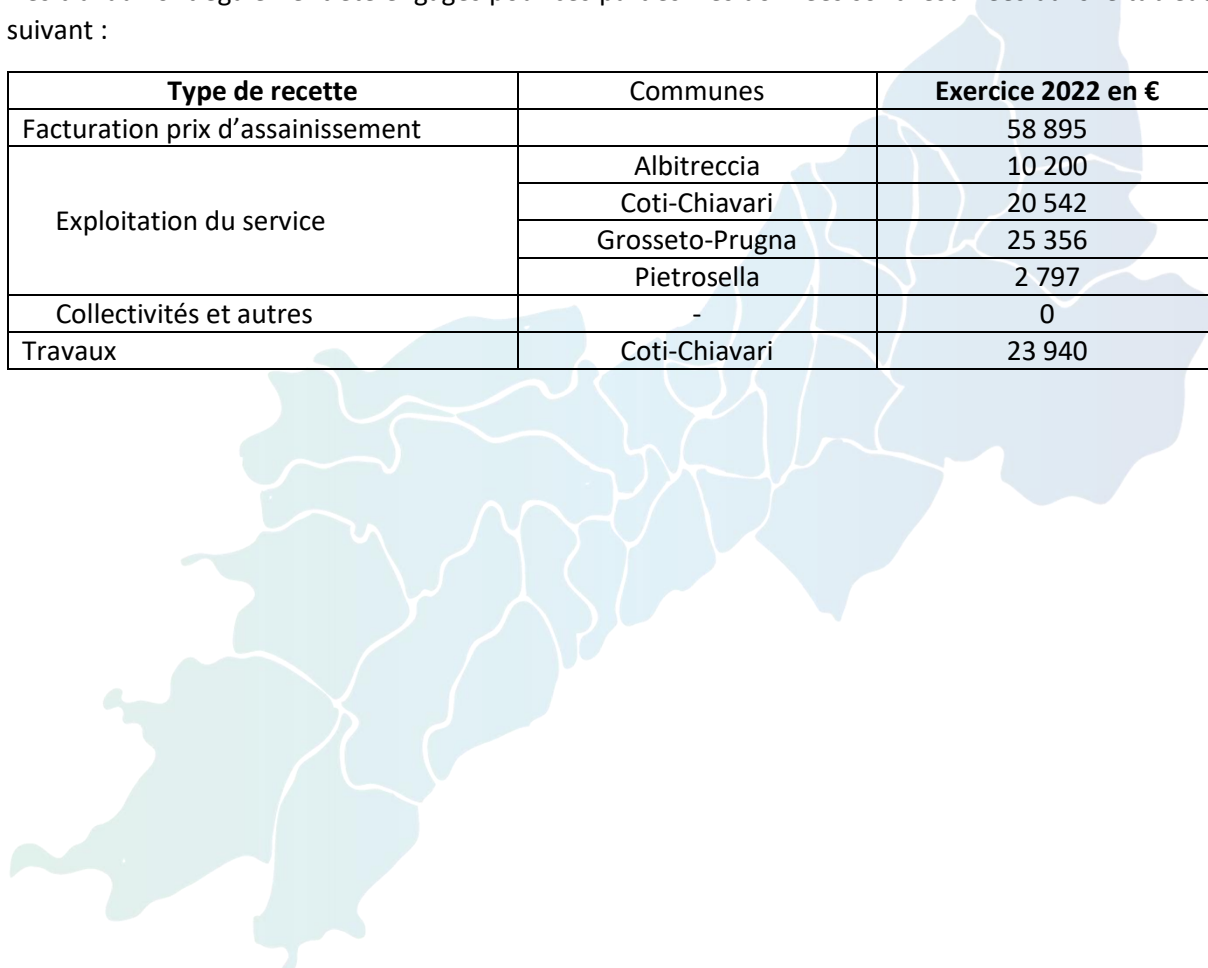 suivant :
Type de recette Communes Exercice 2022 en €
Facturation prix d’assainissement 58 895
Exploitation du service Albitreccia 10 200
Coti-Chiavari 20 542
Grosseto-Prugna 25 356
Pietrosella 2 797
Collectivités et autres - 0
Travaux Coti-Chiavari 23 940